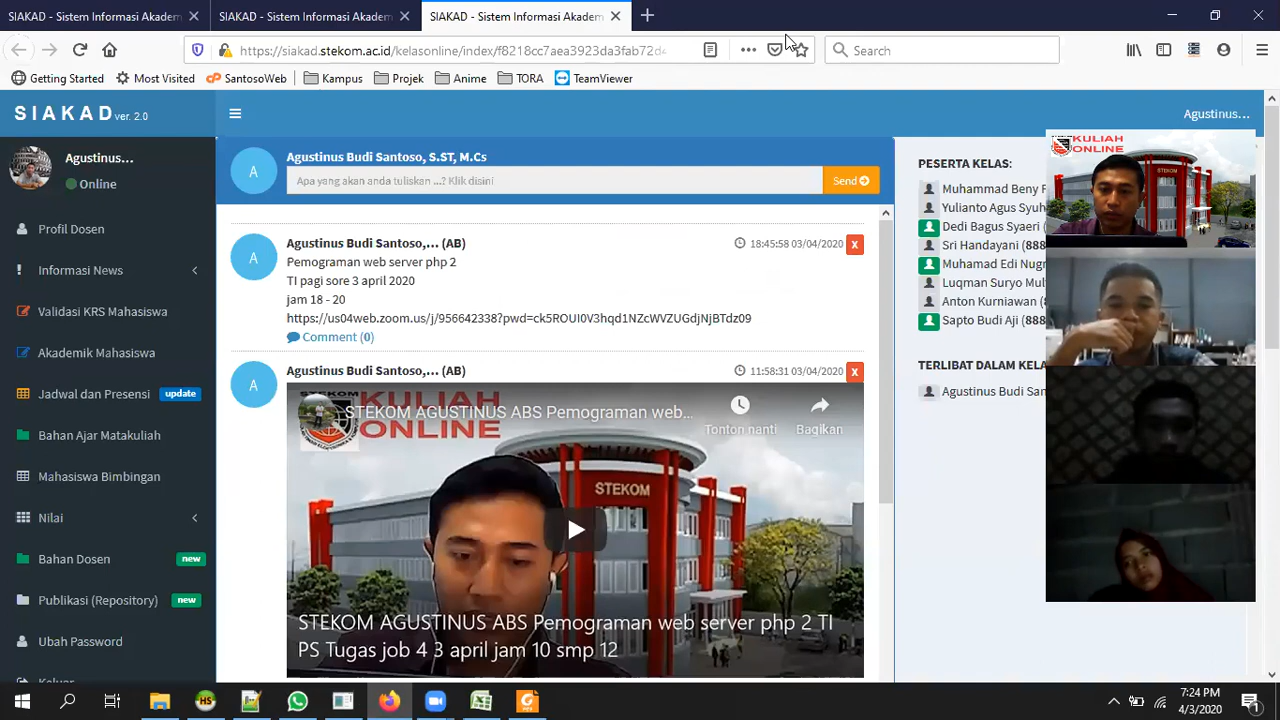 SIAKAD - Sistem Informasi Akadem
SIAKAD - Sistem Informasi Akadem
SIAKAD - Sistem Informasi Akadem
https://siakad.stekom.ac.id/kelasonline/index/f8218cc7aea3923da3fab72d
Search
Getting Started
Most Visited
SantosoWeb
Kampus
Projek
Anime
TORA
TeamViewer
SIAKAD ver. 2.0
Agustinus...
Agustinus...
Online
Profil Dosen
Informasi News
Validasi KRS Mahasiswa
Akademik Mahasiswa
Jadwal dan Presensi update
Bahan Ajar Matakuliah
Mahasiswa Bimbingan
Nilai
Bahan Dosen new
Publikasi (Repository) new
Ubah Password
Keluar
A
Agustinus Budi Santoso, S.ST, M.Cs
Apa yang akan anda tuliskan ...? Klik disini
Send
A
Agustinus Budi Santoso,... (AB)
18:45:58 03/04/2020 x
Pemograman web server php 2
TI pagi sore 3 april 2020
jam 18 - 20
https://us04web.zoom.us/j/956642338?pwd=ck5ROUI0V3hqd1NZcWVZUGdjNjBTdz09
Comment (0)
A
Agustinus Budi Santoso,... (AB)
11:58:31 03/04/2020 x
STEKOM AGUSTINUS ABS Pemograman web...
Tonton nanti
Bagikan
KULIAH
ONLINE
STEKOM
STEKOM AGUSTINUS ABS Pemograman web server php 2 TI
PS Tugas job 4 3 april jam 10 smp 12
PESERTA KELAS:
Muhammad Beny
Yulianto Agus Syuh
Dedi Bagus Syaeri (
Sri Handayani (888
Muhamad Edi Nugr
Luqman Suryo Mul
Anton Kurniawan (8
Sapto Budi Aji (888
TERLIBAT DALAM KELA
Agustinus Budi San
KULIAH
ONLINE
STEKOM
7:24 PM
4/3/2020
1